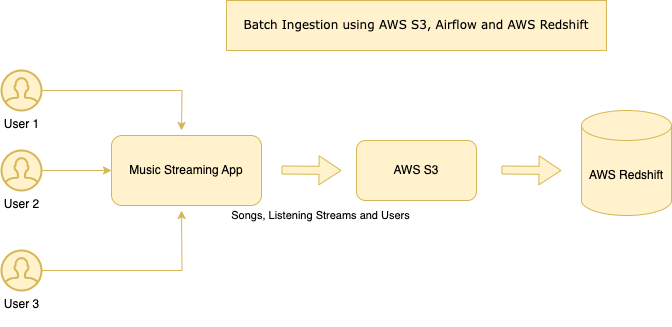 Batch Ingestion using AWS S3, Airflow and AWS Redshift
User 1
Music Streaming App
AWS S3
AWS Redshift
User 2
Songs, Listening Streams and Users
User 3